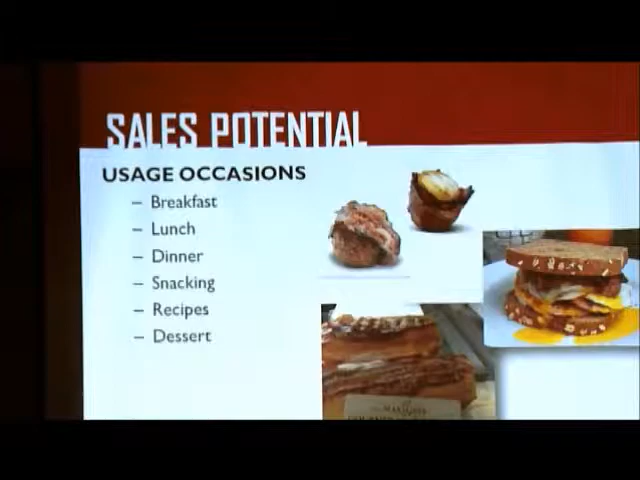 SALES POTENTIAL
USAGE OCCASIONS
– Breakfast
– Lunch
– Dinner
– Snacking
– Recipes
– Dessert